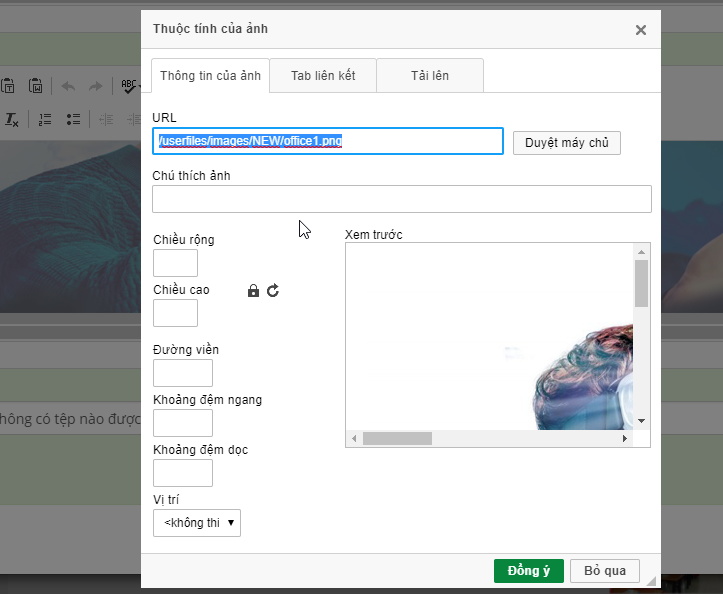 Thuộc tính của ảnh
Thông tin của ảnh
Tab liên kết
Tải lên
ABC
URL
/userfiles/images/NEW/office1.png
Duyệt máy chủ
Chú thích ảnh
Chiều rộng
Xem trước
Chiều cao
Đường viền
Khoảng đệm ngang
hông có tệp nào được
Khoảng đệm dọc
Vị trí
<không thi
Đồng ý
Bỏ qua